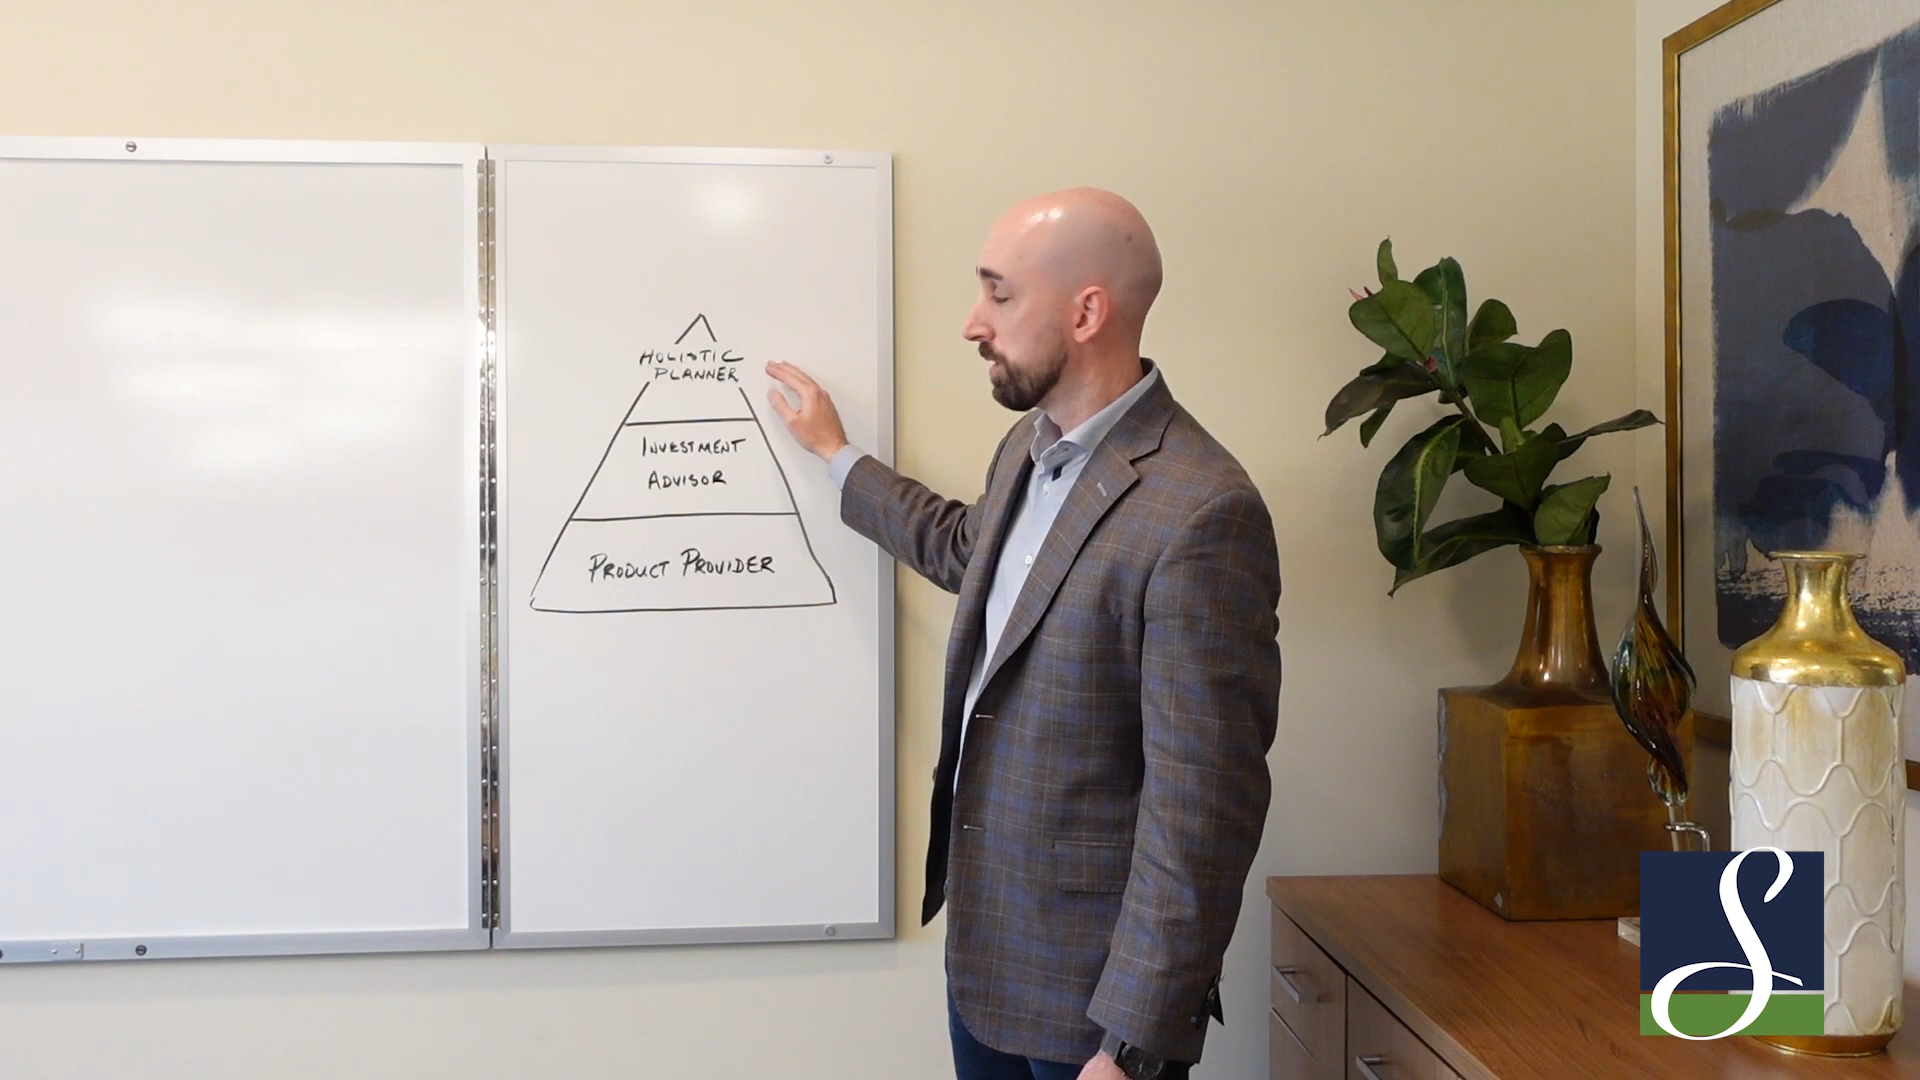 HOLISTIC
PLANNER
INVESTMENT
ADVISOR
PRODUCT PROVIDER
S